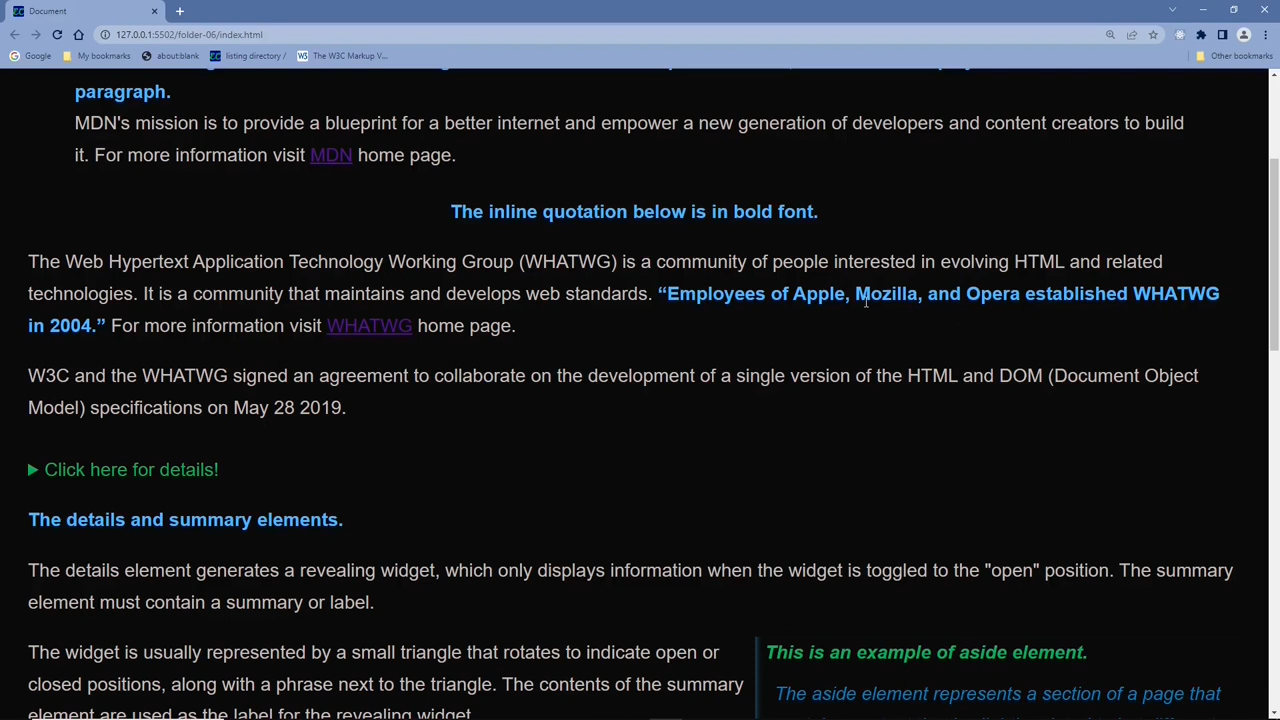 Document
127.0.0.1:5502/folder-06/index.html
Google My bookmarks about:blank listing directory / The W3C Markup V... Other bookmarks
paragraph.
MDN's mission is to provide a blueprint for a better internet and empower a new generation of developers and content creators to build
it. For more information visit MDN home page.
The inline quotation below is in bold font.
The Web Hypertext Application Technology Working Group (WHATWG) is a community of people interested in evolving HTML and related
technologies. It is a community that maintains and develops web standards. “Employees of Apple, Mozilla, and Opera established WHATWG
in 2004.” For more information visit WHATWG home page.
W3C and the WHATWG signed an agreement to collaborate on the development of a single version of the HTML and DOM (Document Object
Model) specifications on May 28 2019.
Click here for details!
The details and summary elements.
The details element generates a revealing widget, which only displays information when the widget is toggled to the "open" position. The summary
element must contain a summary or label.
The widget is usually represented by a small triangle that rotates to indicate open or
closed positions, along with a phrase next to the triangle. The contents of the summary
element are used as the label for the revealing widget.
This is an example of aside element.
The aside element represents a section of a page that